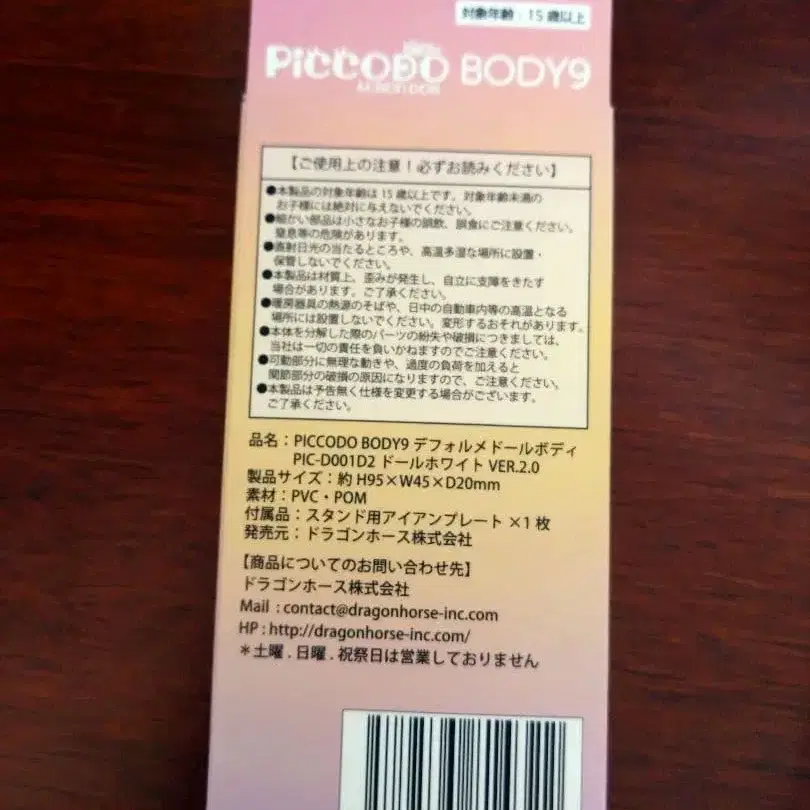 対象年齢：15歳以上
PiCCODO BODY9
ACTION DOLL
【ご使用上の注意！必ずお読みください】
●本製品の対象年齢は15歳以上です。対象年齢未満の
お子様には絶対に与えないでください。
●細かい部品は小さなお子様の誤飲、誤食にご注意ください。
窒息等の危険があります。
●直射日光の当たるところや、高温多湿な場所に設置・
保管しないでください。
●本製品は材質上、歪みが発生し、自立に支障をきたす
場合があります。ご了承ください。
●暖房器具の熱源のそばや、日中の自動車内等の高温となる
場所には設置しないでください。変形するおそれがあります。
●本体を分解した際のパーツの紛失や破損につきましては、
当社は一切の責任を負いかねますのでご注意ください。
●可動部分に無理な動きや、過度の負荷を加えると
関節部分の破損の原因になりますので、ご注意ください。
●本製品は予告無く仕様を変更する場合がございます。
ご了承ください。
品名：PICCODO BODY9 デフォルメドールボディ
PIC-D001D2 ドールホワイト VER.2.0
製品サイズ：約 H95×W45×D20mm
素材：PVC・POM
付属品：スタンド用アイアンプレート ×1枚
発売元：ドラゴンホース株式会社
【商品についてのお問い合わせ先】
ドラゴンホース株式会社
Mail：contact@dragonhorse-inc.com
HP：http://dragonhorse-inc.com/
＊土曜.日曜.祝祭日は営業しておりません